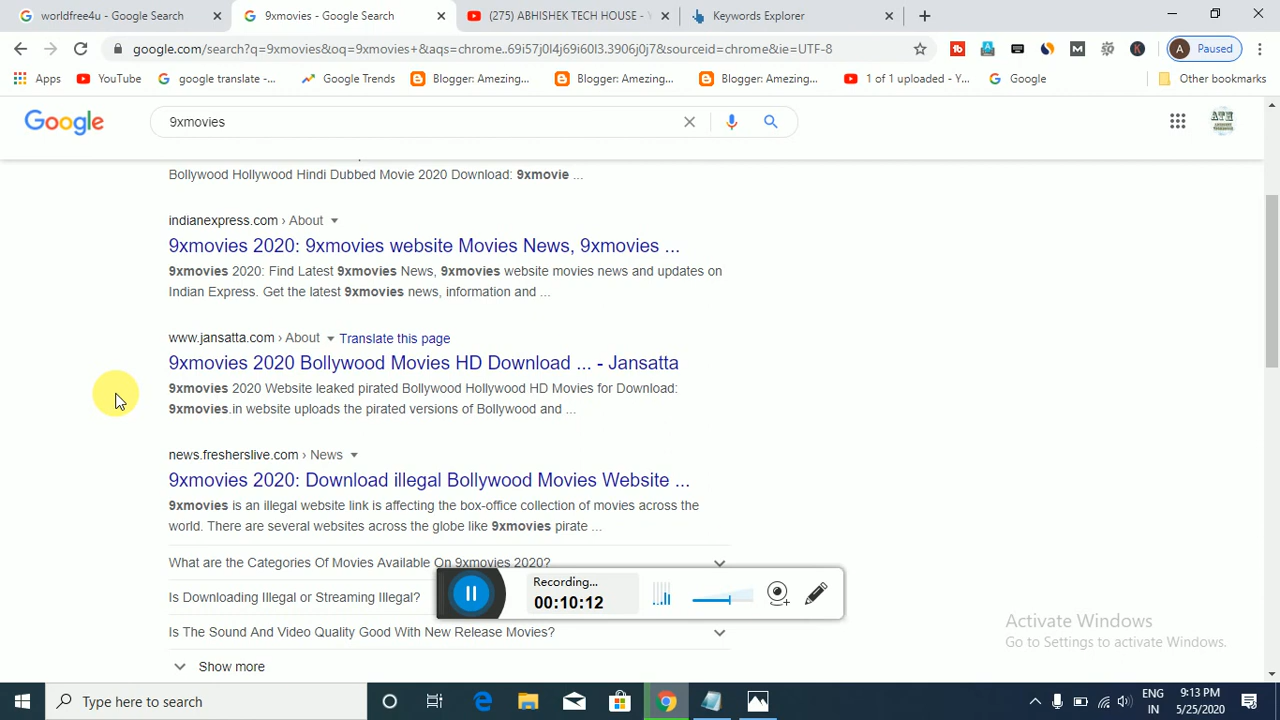 worldfree4u - Google Search
9xmovies - Google Search
(275) ABHISHEK TECH HOUSE - Y
Keywords Explorer
google.com/search?q=9xmovies&oq=9xmovies+&aqs=chrome..69i57j0l4j69i60l3.3906j0j7&sourceid=chrome&ie=UTF-8
A Paused
Apps
YouTube
google translate -...
Google Trends
Blogger: Amazing...
Blogger: Amazing...
Blogger: Amazing...
1 of 1 uploaded - Y...
Google
Other bookmarks
Google
9xmovies
ATH
Bollywood Hollywood Hindi Dubbed Movie 2020 Download: 9xmovie ...
indianexpress.com › About
9xmovies 2020: 9xmovies website Movies News, 9xmovies ...
9xmovies 2020: Find Latest 9xmovies News, 9xmovies website movies news and updates on
Indian Express. Get the latest 9xmovies news, information and ...
www.jansatta.com › About Translate this page
9xmovies 2020 Bollywood Movies HD Download ... - Jansatta
9xmovies 2020 Website leaked pirated Bollywood Hollywood HD Movies for Download:
9xmovies.in website uploads the pirated versions of Bollywood and ...
news.fresherslive.com › News
9xmovies 2020: Download illegal Bollywood Movies Website ...
9xmovies is an illegal website link is affecting the box-office collection of movies across the
world. There are several websites across the globe like 9xmovies pirate ...
What are the Categories Of Movies Available On 9xmovies 2020?
Is Downloading Illegal or Streaming Illegal?
Is The Sound And Video Quality Good With New Release Movies?
Show more
Recording...
00:10:12
Activate Windows
Go to Settings to activate Windows.
Type here to search
ENG
IN
9:13 PM
5/25/2020